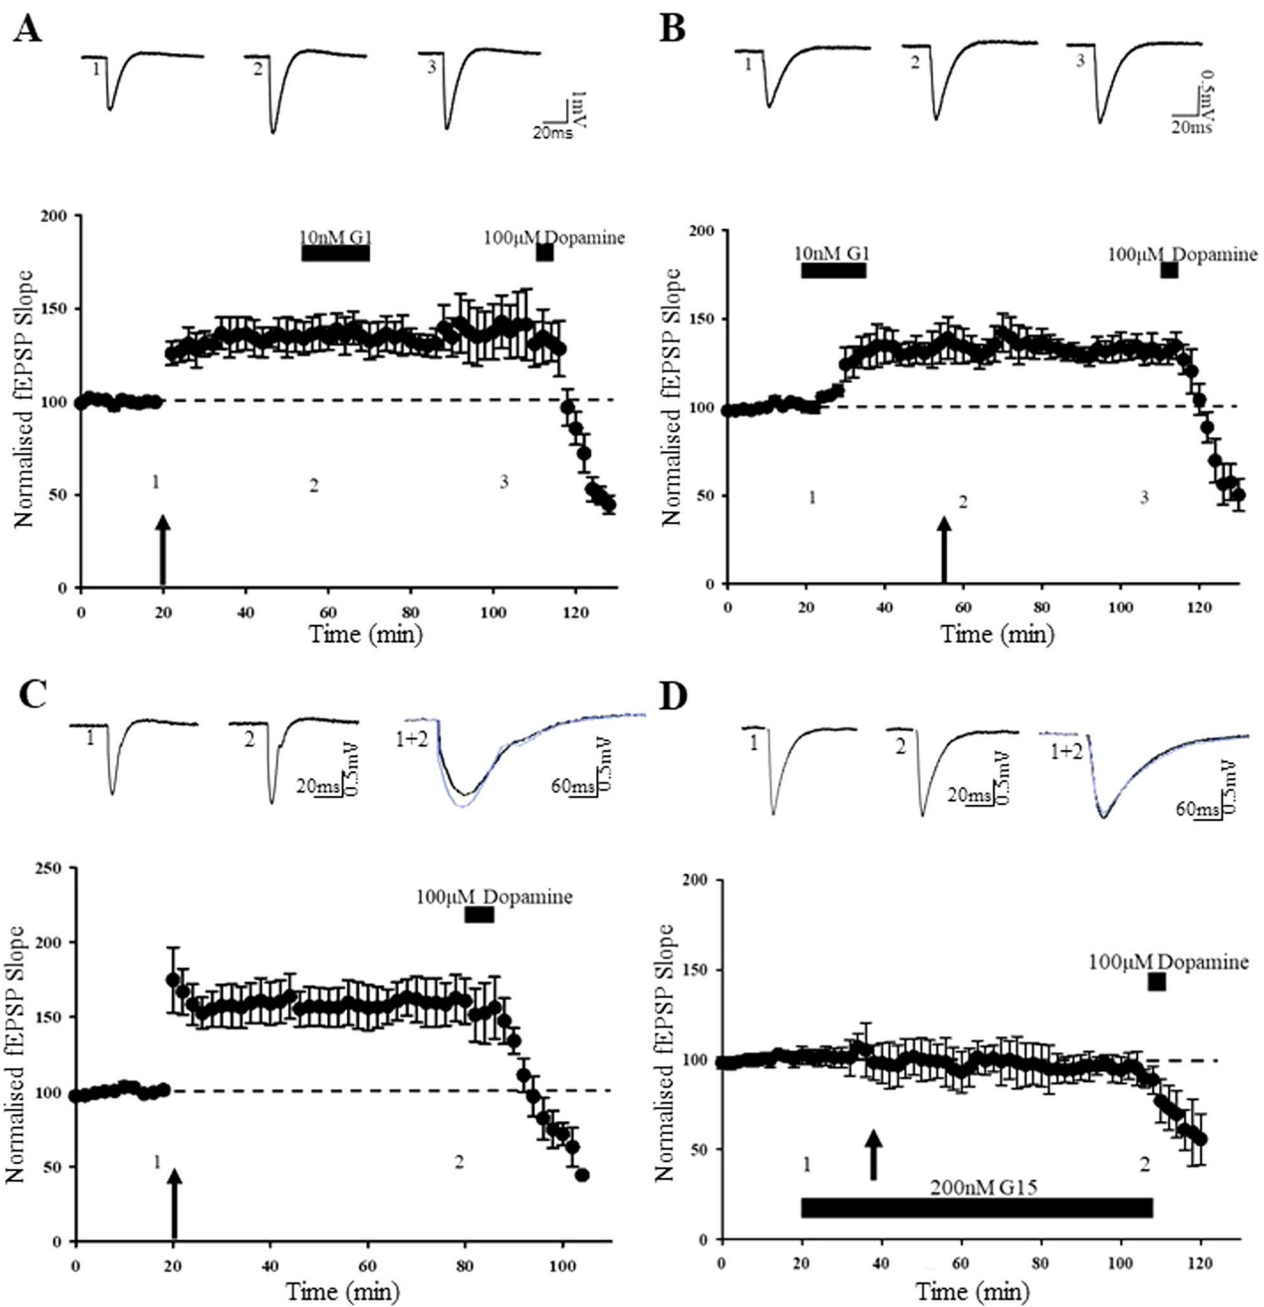 A
1
2
3
1mV
20ms
200
150
100
50
0
Normalised fEPSP Slope
10nM G1
100μM Dopamine
1
2
3
0 20 40 60 80 100 120
Time (min)
B
1
2
3
0.5mV
20ms
200
150
100
50
0
Normalised fEPSP Slope
10nM G1
100μM Dopamine
1
2
3
0 20 40 60 80 100 120
Time (min)
C
1
2
20ms
0.5mV
1+2
60ms
0.5mV
250
200
150
100
50
0
Normalised fEPSP Slope
100μM Dopamine
1
2
0 20 40 60 80 100
Time (min)
D
1
2
20ms
0.5mV
1+2
60ms
0.5mV
200
150
100
50
0
Normalised fEPSP Slope
100μM Dopamine
1
2
200nM G15
0 20 40 60 80 100 120
Time (min)